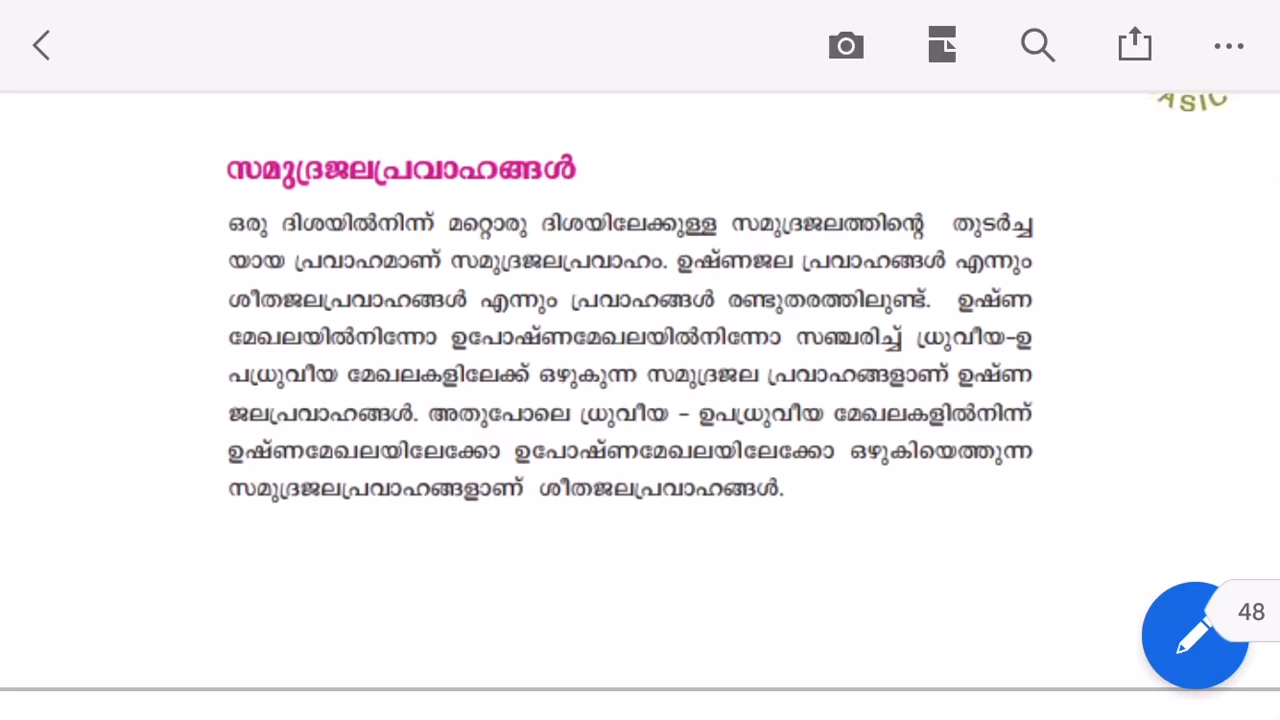 ASIC
സമുദ്രജലപ്രവാഹങ്ങൾ
ഒരു ദിശയിൽനിന്ന് മറ്റൊരു ദിശയിലേക്കുള്ള സമുദ്രജലത്തിന്റെ തുടർച്ച
യായ പ്രവാഹമാണ് സമുദ്രജലപ്രവാഹം. ഉഷ്ണജല പ്രവാഹങ്ങൾ എന്നും
ശീതജലപ്രവാഹങ്ങൾ എന്നും പ്രവാഹങ്ങൾ രണ്ടുതരത്തിലുണ്ട്. ഉഷ്ണ
മേഖലയിൽനിന്നോ ഉപോഷ്ണമേഖലയിൽനിന്നോ സഞ്ചരിച്ച് ധ്രുവീയ-ഉ
പധ്രുവീയ മേഖലകളിലേക്ക് ഒഴുകുന്ന സമുദ്രജല പ്രവാഹങ്ങളാണ് ഉഷ്ണ
ജലപ്രവാഹങ്ങൾ. അതുപോലെ ധ്രുവീയ - ഉപധ്രുവീയ മേഖലകളിൽനിന്ന്
ഉഷ്ണമേഖലയിലേക്കോ ഉപോഷ്ണമേഖലയിലേക്കോ ഒഴുകിയെത്തുന്ന
സമുദ്രജലപ്രവാഹങ്ങളാണ് ശീതജലപ്രവാഹങ്ങൾ.
48